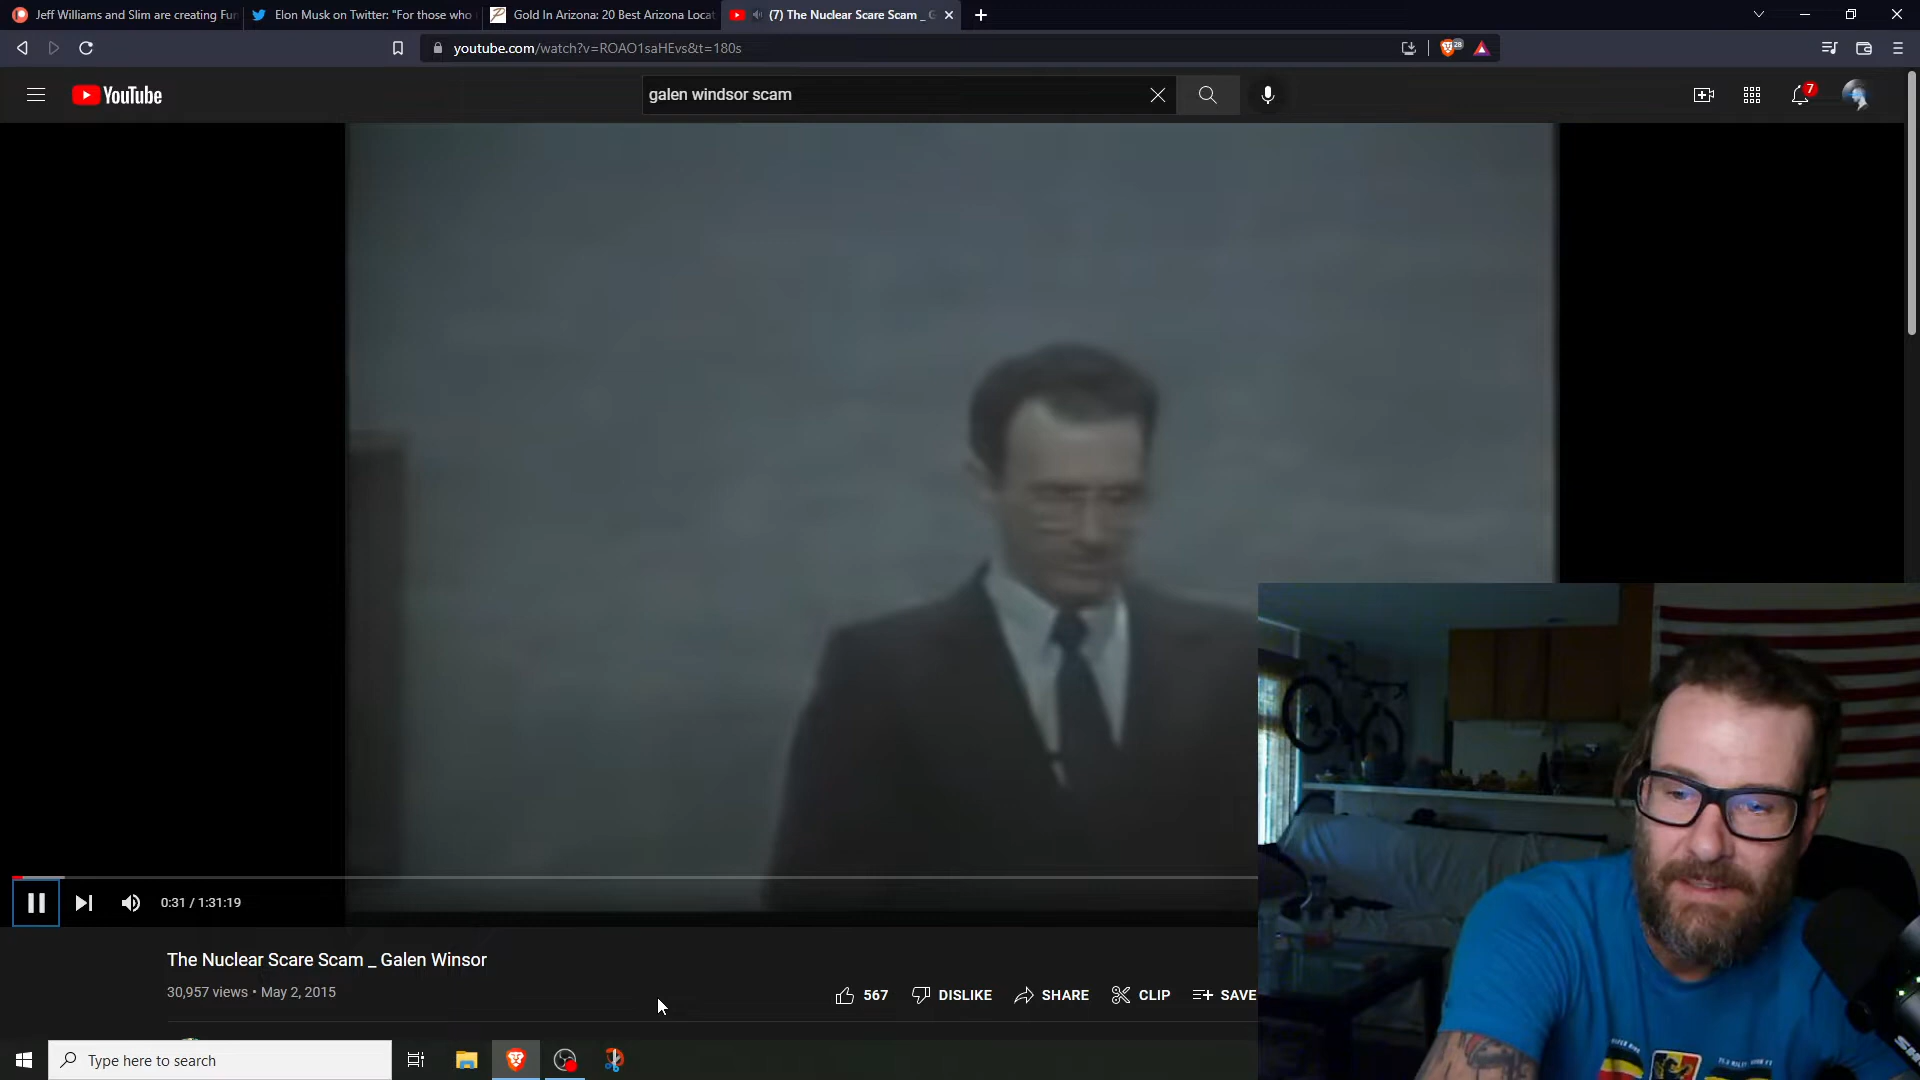 Jeff Williams and Slim are creating Fun
Elon Musk on Twitter: "For those who
Gold In Arizona: 20 Best Arizona Locat
(7) The Nuclear Scare Scam _ G
youtube.com/watch?v=ROAO1saHEvs&t=180s
28
YouTube
galen windsor scam
7
0:31 / 1:31:19
The Nuclear Scare Scam _ Galen Winsor
30,957 views • May 2, 2015
567
DISLIKE
SHARE
CLIP
SAVE
Type here to search